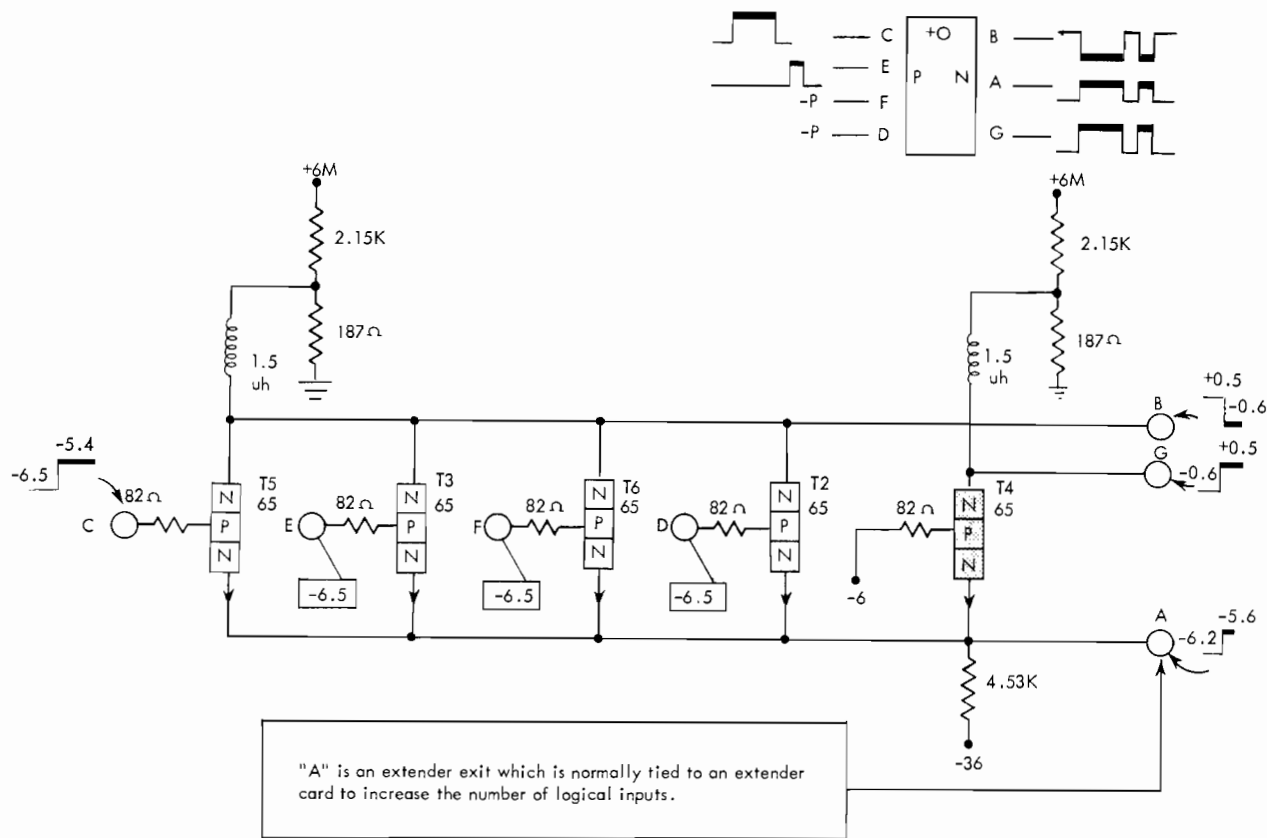 C +O B
E P N A
-P F
-P D G
+6M +6M
2.15K 2.15K
187Ω 187Ω
1.5 uh 1.5 uh
+0.5
B -0.6
G +0.5
-0.6
-5.4
-6.5
C 82Ω N P N T5 65
E 82Ω N P N T3 65
-6.5
F 82Ω N P N T6 65
-6.5
D 82Ω N P N T2 65
-6.5
82Ω N P N T4 65
-6
A -6.2 -5.6
4.53K
-36
"A" is an extender exit which is normally tied to an extender
card to increase the number of logical inputs.